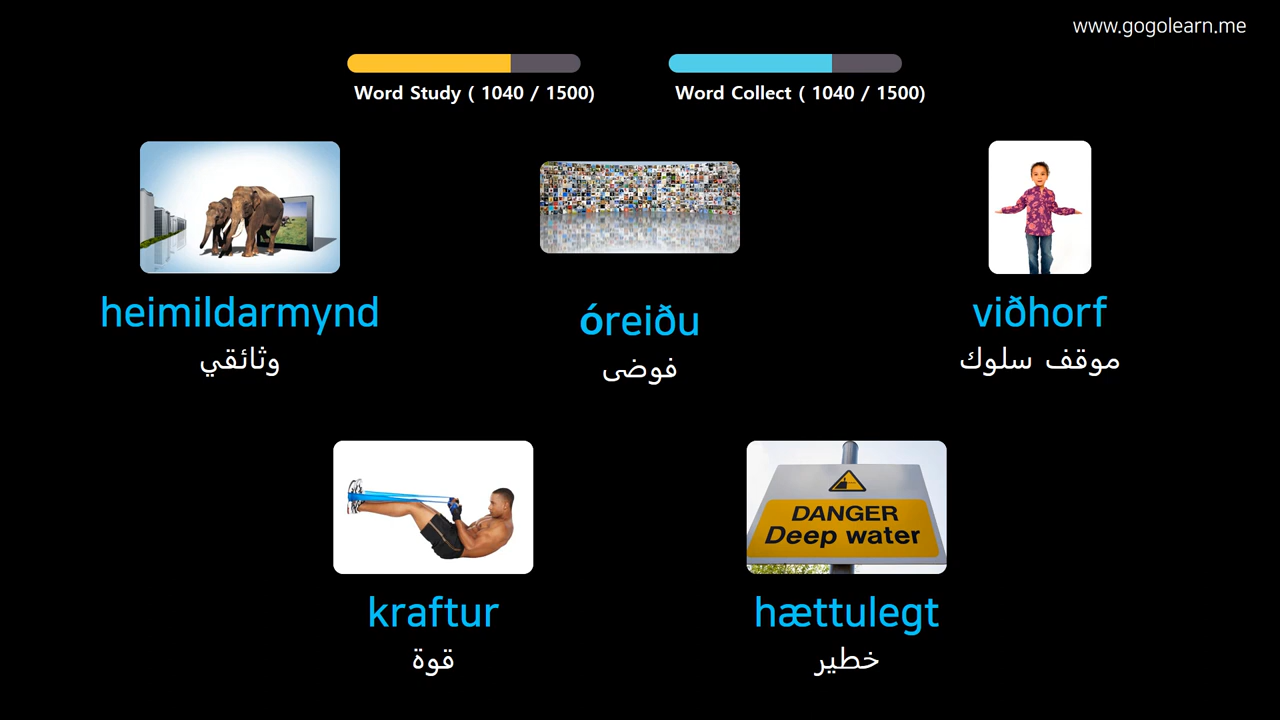 www.gogolearn.me
Word Study ( 1040 / 1500)
Word Collect ( 1040 / 1500)
heimildarmynd
وثائقي
óreiðu
فوضى
viðhorf
موقف سلوك
kraftur
قوة
DANGER
Deep water
hættulegt
خطير